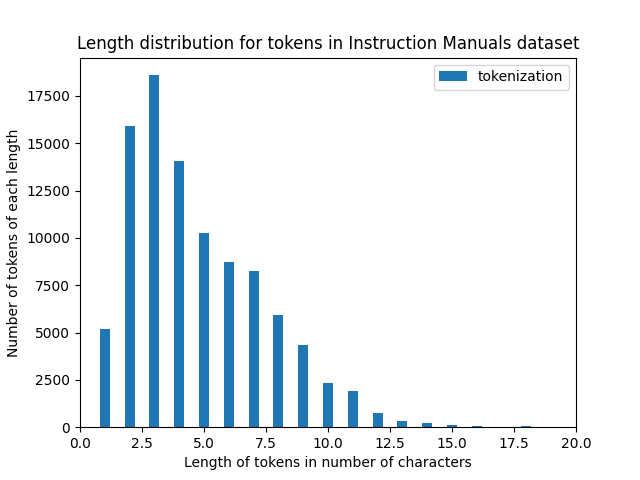 Length distribution for tokens in Instruction Manuals dataset
tokenization
Number of tokens of each length
17500
15000
12500
10000
7500
5000
2500
0
0.0 2.5 5.0 7.5 10.0 12.5 15.0 17.5 20.0
Length of tokens in number of characters